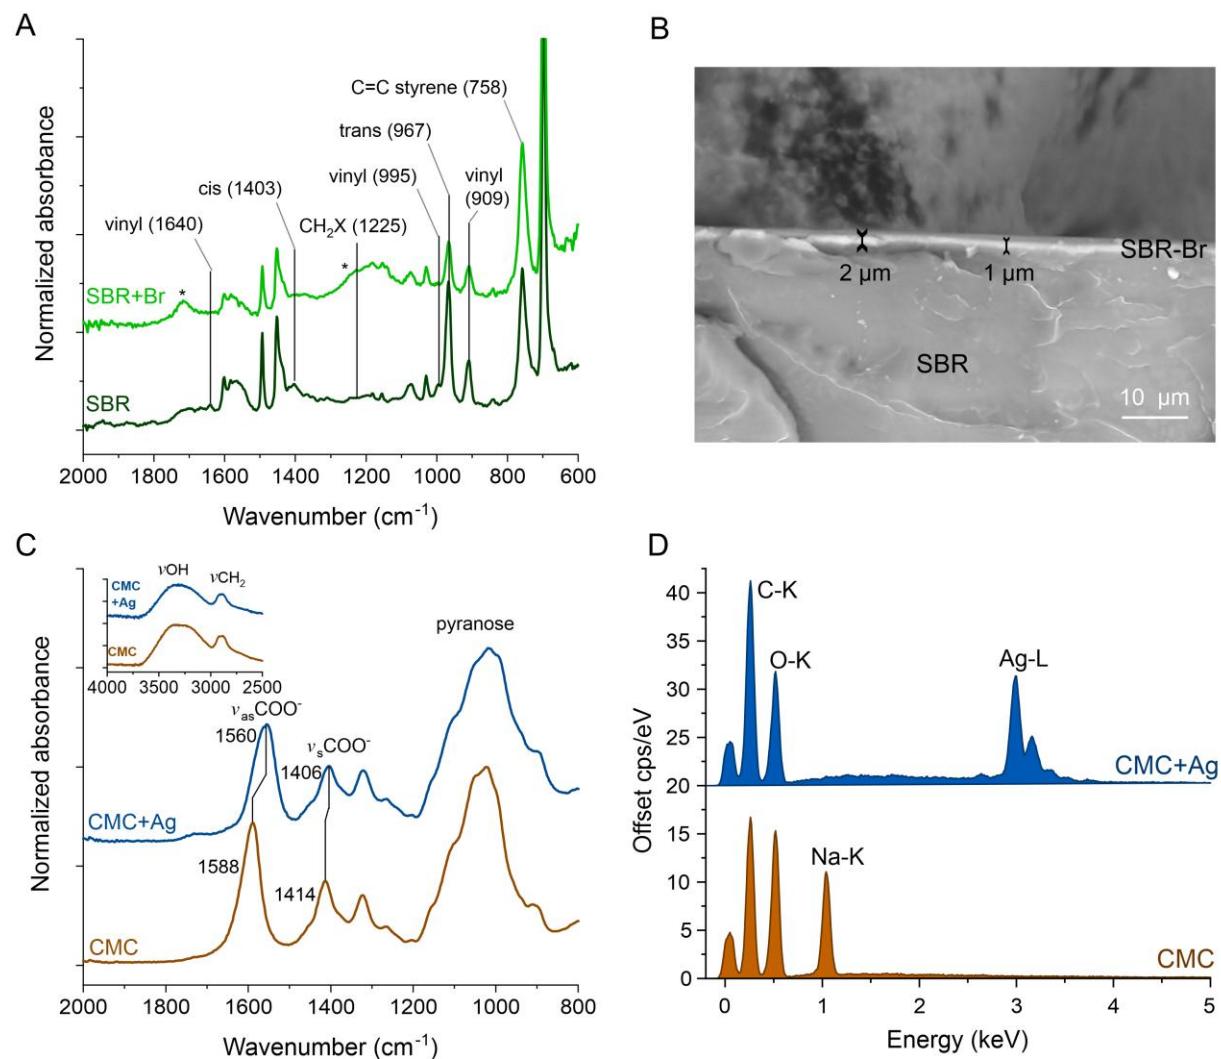 A
Normalized absorbance
C=C styrene (758)
trans (967)
cis (1403)
vinyl (995)
vinyl
(909)
vinyl (1640)
CH₂X (1225)
*
*
SBR+Br
SBR
2000 1800 1600 1400 1200 1000 800 600
Wavenumber (cm⁻¹)
B
SBR-Br
2 µm
1 µm
SBR
10 µm
C
Normalized absorbance
νOH
νCH₂
CMC
+Ag
CMC
4000 3500 3000 2500
pyranose
νasCOO⁻
1560
νsCOO⁻
1406
CMC+Ag
1588
1414
CMC
2000 1800 1600 1400 1200 1000 800
Wavenumber (cm⁻¹)
D
Offset cps/eV
40
35
30
25
20
15
10
5
0
C-K
O-K
Ag-L
CMC+Ag
Na-K
CMC
0 1 2 3 4 5
Energy (keV)